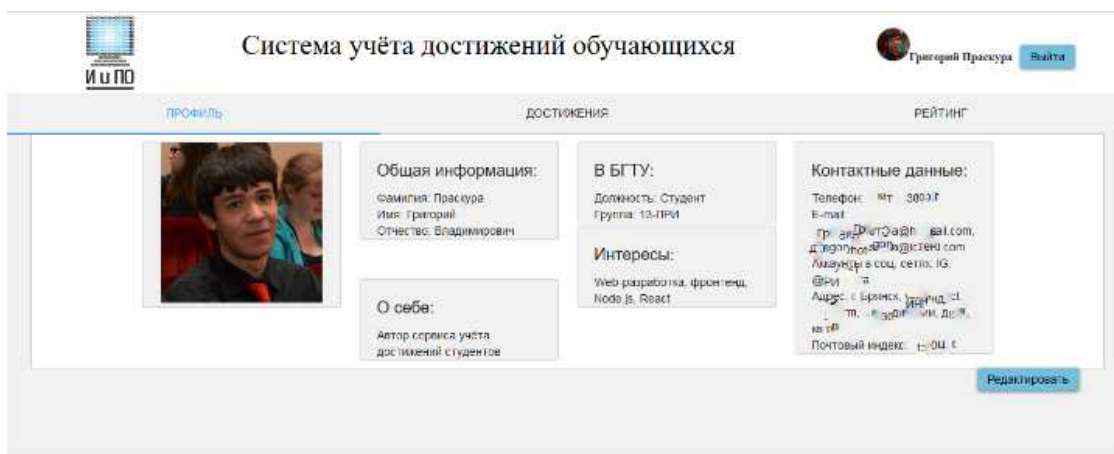 И и ПО
Система учёта достижений обучающихся
Григорий Праскура
Выйти
ПРОФИЛЬ
ДОСТИЖЕНИЯ
РЕЙТИНГ
Общая информация:
Фамилия: Праскура
Имя: Григорий
Отчество: Владимирович
О себе:
Автор сервиса учёта
достижений студентов
В БГТУ:
Должность: Студент
Группа: 13-ПРИ
Интересы:
Web-разработка, фронтенд,
Node.js, React
Контактные данные:
Телефон:
E-mail:
Аккаунты в соц. сетях: IG:
Адрес: г. Брянск,
Почтовый индекс:
Редактировать